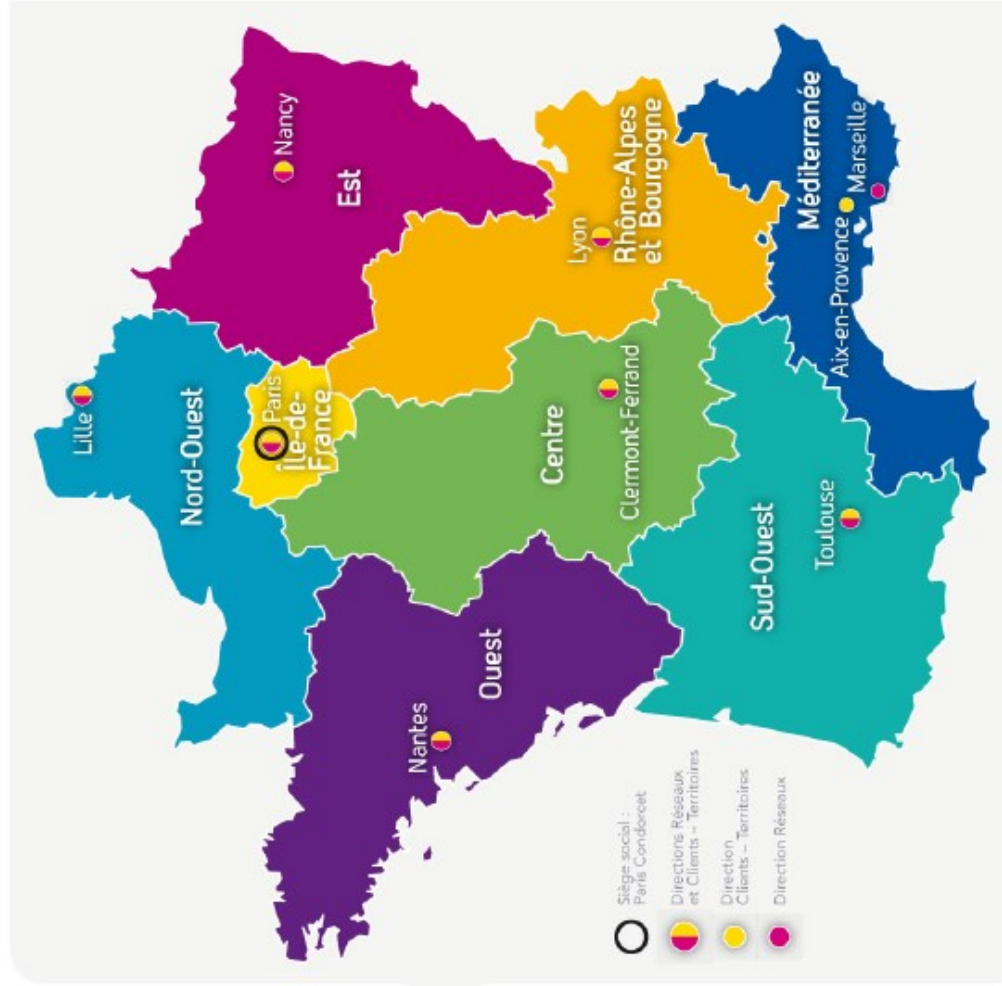 Lille
Nord-Ouest
Paris
Île-de-
France
Nancy
Est
Nantes
Ouest
Centre
Clermont-Ferrand
Lyon
Rhône-Alpes
et Bourgogne
Sud-Ouest
Toulouse
Méditerranée
Aix-en-Provence
Marseille
Siège social :
Paris Condorcet
Directions Réseaux
et Clients – Territoires
Direction
Clients – Territoires
Direction Réseaux